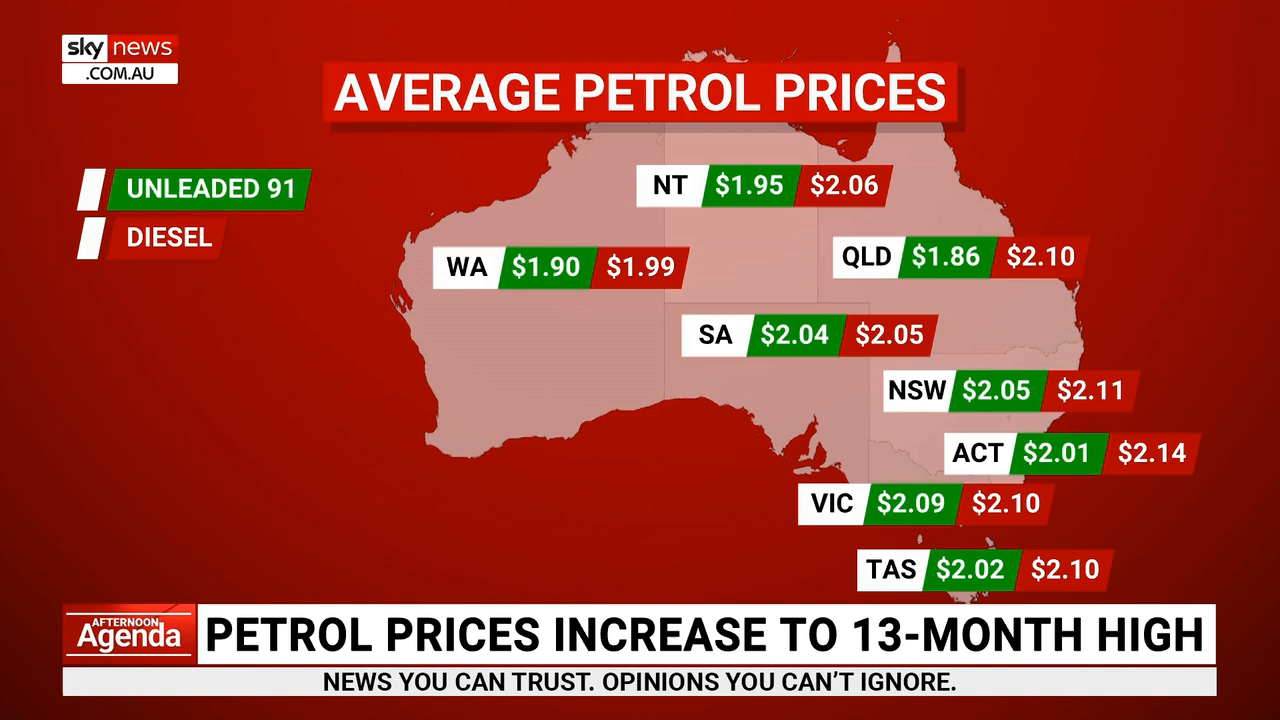 sky news
.COM.AU
AVERAGE PETROL PRICES
UNLEADED 91
DIESEL
NT $1.95 $2.06
WA $1.90 $1.99
QLD $1.86 $2.10
SA $2.04 $2.05
NSW $2.05 $2.11
ACT $2.01 $2.14
VIC $2.09 $2.10
TAS $2.02 $2.10
AFTERNOON
Agenda
PETROL PRICES INCREASE TO 13-MONTH HIGH
NEWS YOU CAN TRUST. OPINIONS YOU CAN'T IGNORE.